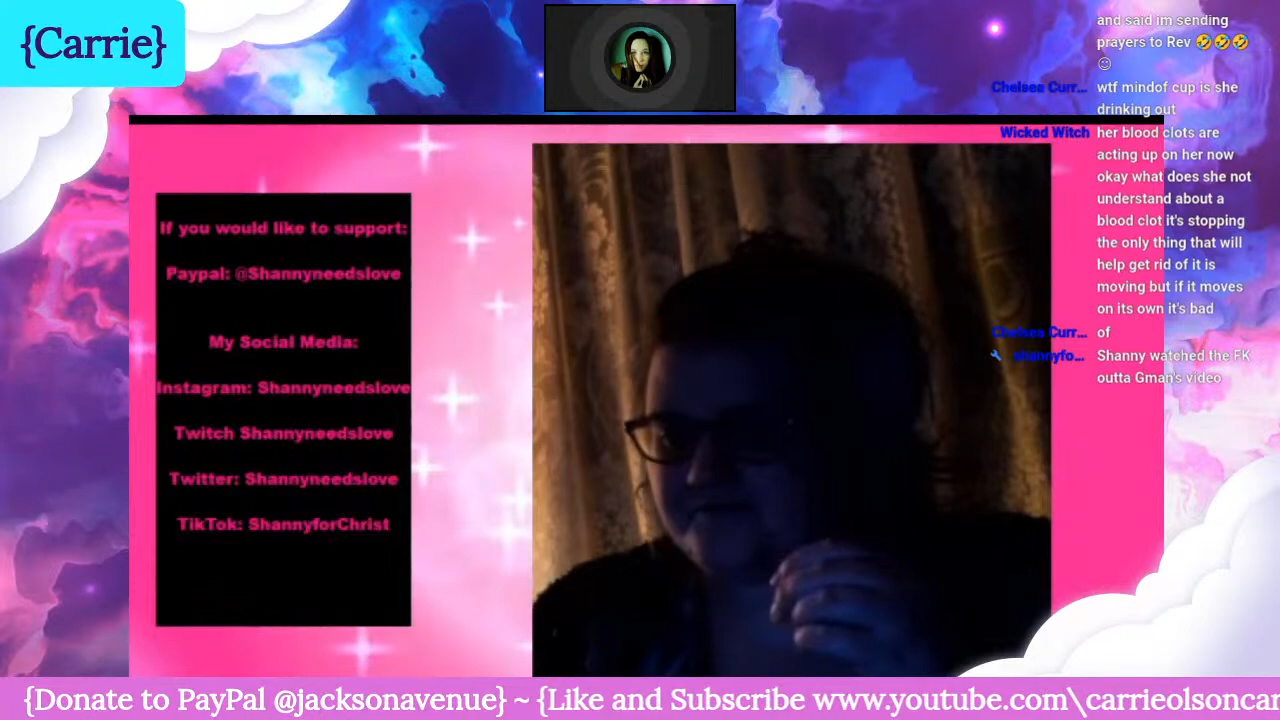 {Carrie}
and said im sending
prayers to Rev 🤣🤣🤣
☺
Chelsea Curr... wtf mindof cup is she
drinking out
Wicked Witch her blood clots are
acting up on her now
okay what does she not
understand about a
blood clot it's stopping
the only thing that will
help get rid of it is
moving but if it moves
on its own it's bad
Chelsea Curr... of
shannyfo... Shanny watched the FK
outta Gman's video
If you would like to support:
Paypal: @Shannyneedslove
My Social Media:
Instagram: Shannyneedslove
Twitch Shannyneedslove
Twitter: Shannyneedslove
TikTok: ShannyforChrist
{Donate to PayPal @jacksonavenue} ~ {Like and Subscribe www.youtube.com\carrieolsoncar